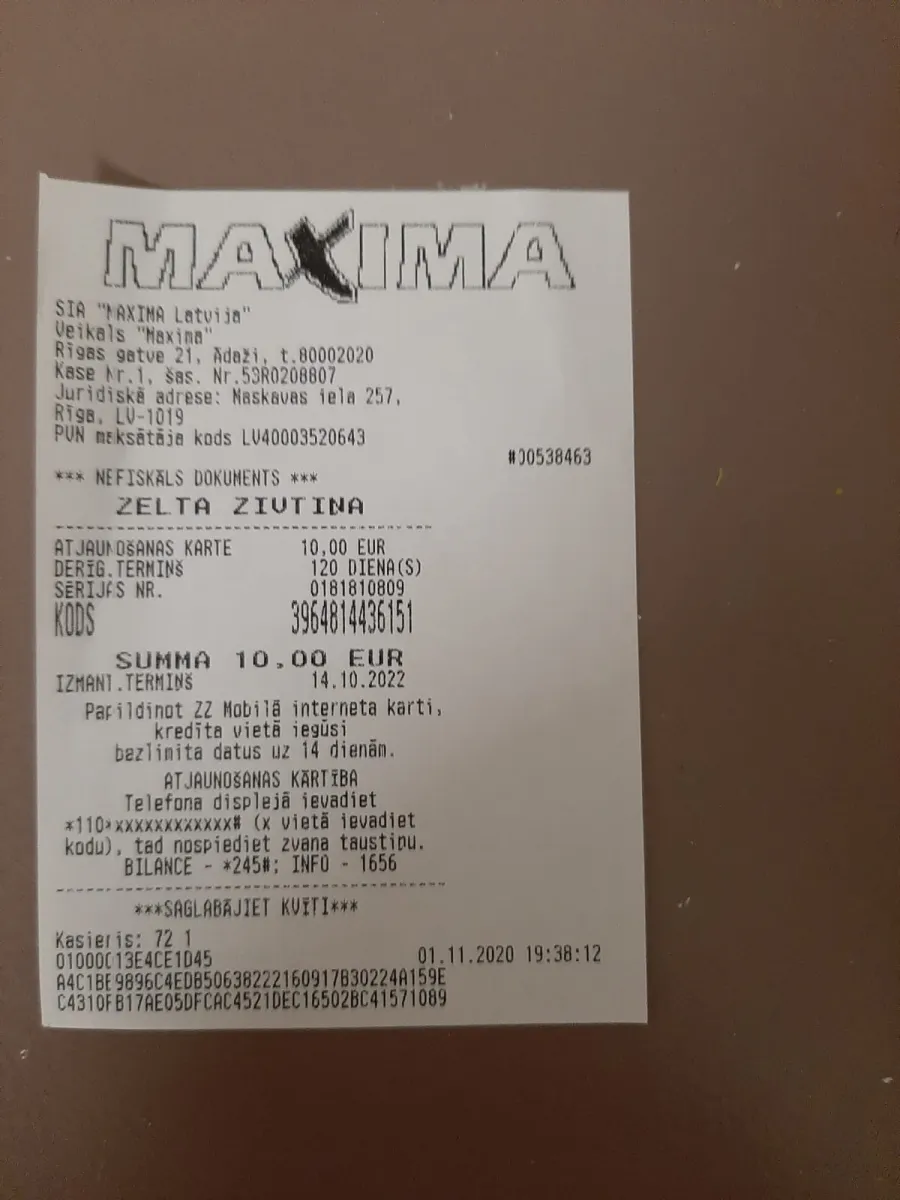 MAXIMA
SIA "MAXIMA Latvija"
Veikals "Maxima"
Rīgas gatve 21, Ādaži, t.80002020
Kase Nr.1, šas. Nr.53R0208807
Juridiskā adrese: Maskavas iela 257,
Rīga, LV-1019
PVN maksātāja kods LV40003520643
#00538463
*** NEFISKĀLS DOKUMENTS ***
ZELTA ZIVTIŅA
ATJAUNOŠANAS KARTE 10,00 EUR
DERĪG.TERMIŅŠ 120 DIENA(S)
SĒRIJAS NR. 0181810809
KODS 3964814436151
SUMMA 10,00 EUR
IZMANT.TERMIŅŠ 14.10.2022
Papildinot ZZ Mobilā interneta karti,
kredīta vietā iegūsi
bezlimita datus uz 14 dienām.
ATJAUNOŠANAS KĀRTĪBA
Telefona displejā ievadiet
*110*xxxxxxxxxxxxx# (x vietā ievadiet
kodu), tad nospiediet zvana taustiņu.
BILANCE - *245#; INFO - 1656
***SAGLABĀJIET KVĪTI***
Kasieris: 72 1
01000013E4CE1D45 01.11.2020 19:38:12
A4C1BE9896C4EDB50638222160917B30224A159E
C4310FB17AE05DFCAC4521DEC16502BC41571089